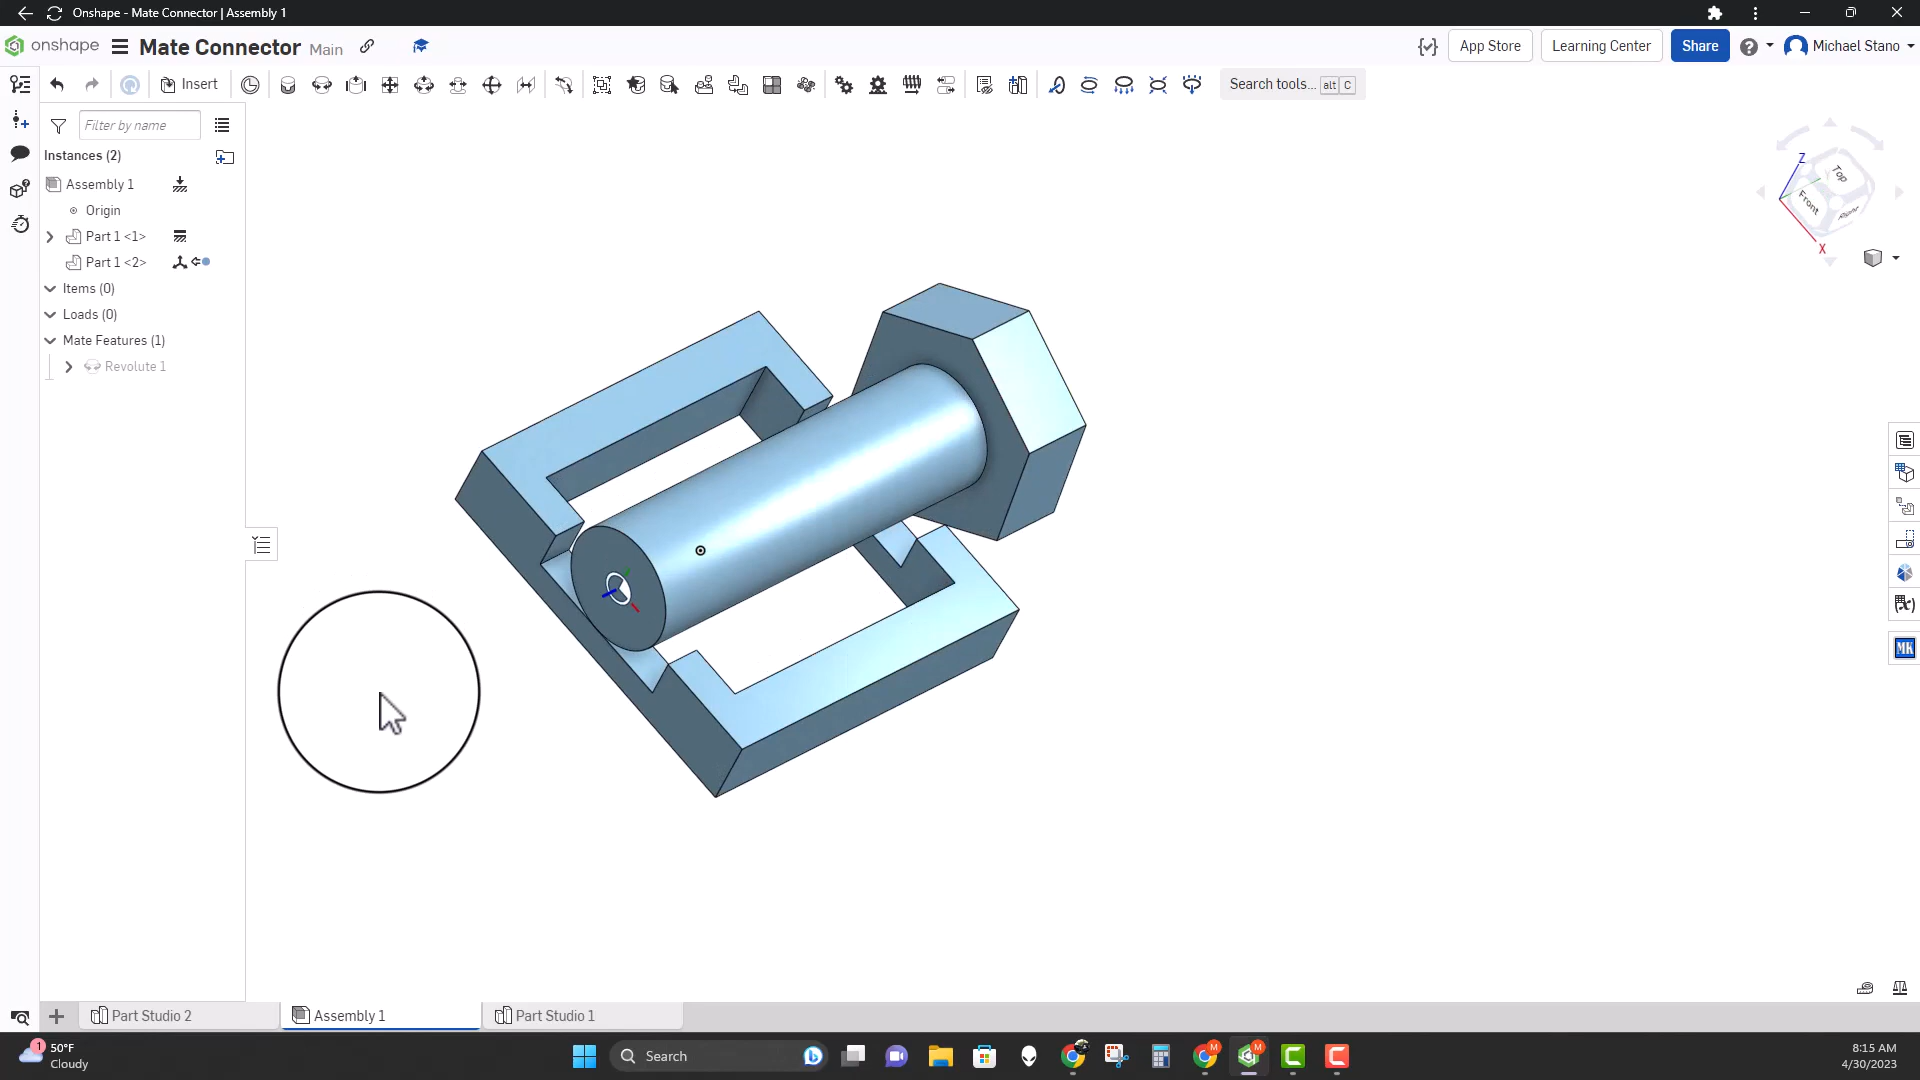 Onshape - Mate Connector | Assembly 1
onshape
Mate Connector
Main
App Store
Learning Center
Share
Michael Stano
Insert
Search tools... alt C
Filter by name
Instances (2)
Assembly 1
Origin
Part 1 <1>
Part 1 <2>
Items (0)
Loads (0)
Mate Features (1)
Revolute 1
Z
Top
Front
Right
X
(x)
MK
Part Studio 2
Assembly 1
Part Studio 1
1
50°F
Cloudy
Search
M
M
8:15 AM
4/30/2023